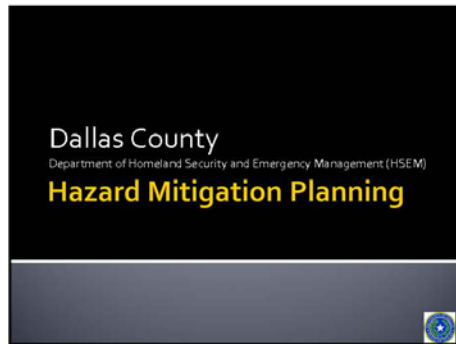 Dallas County
Department of Homeland Security and Emergency Management (HSEM)
Hazard Mitigation Planning